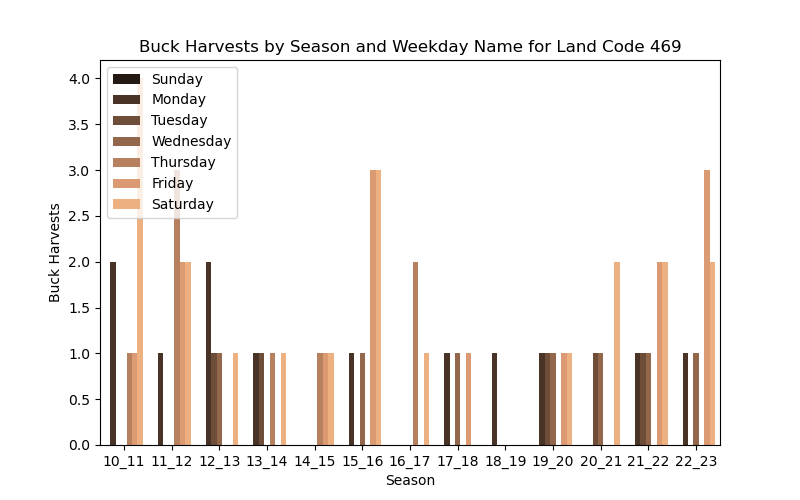 Buck Harvests by Season and Weekday Name for Land Code 469
4.0
3.5
3.0
2.5
2.0
1.5
1.0
0.5
0.0
Buck Harvests
Sunday
Monday
Tuesday
Wednesday
Thursday
Friday
Saturday
10_11 11_12 12_13 13_14 14_15 15_16 16_17 17_18 18_19 19_20 20_21 21_22 22_23
Season